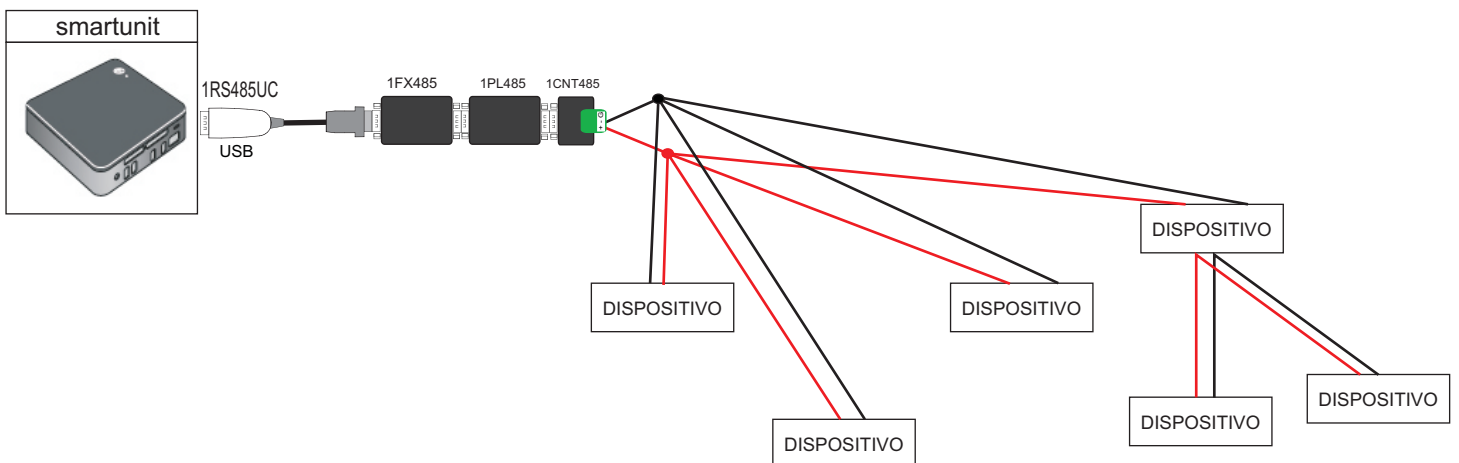 smartunit
1RS485UC
USB
1FX485
1PL485
1CNT485
+ - G
DISPOSITIVO
DISPOSITIVO
DISPOSITIVO
DISPOSITIVO
DISPOSITIVO
DISPOSITIVO